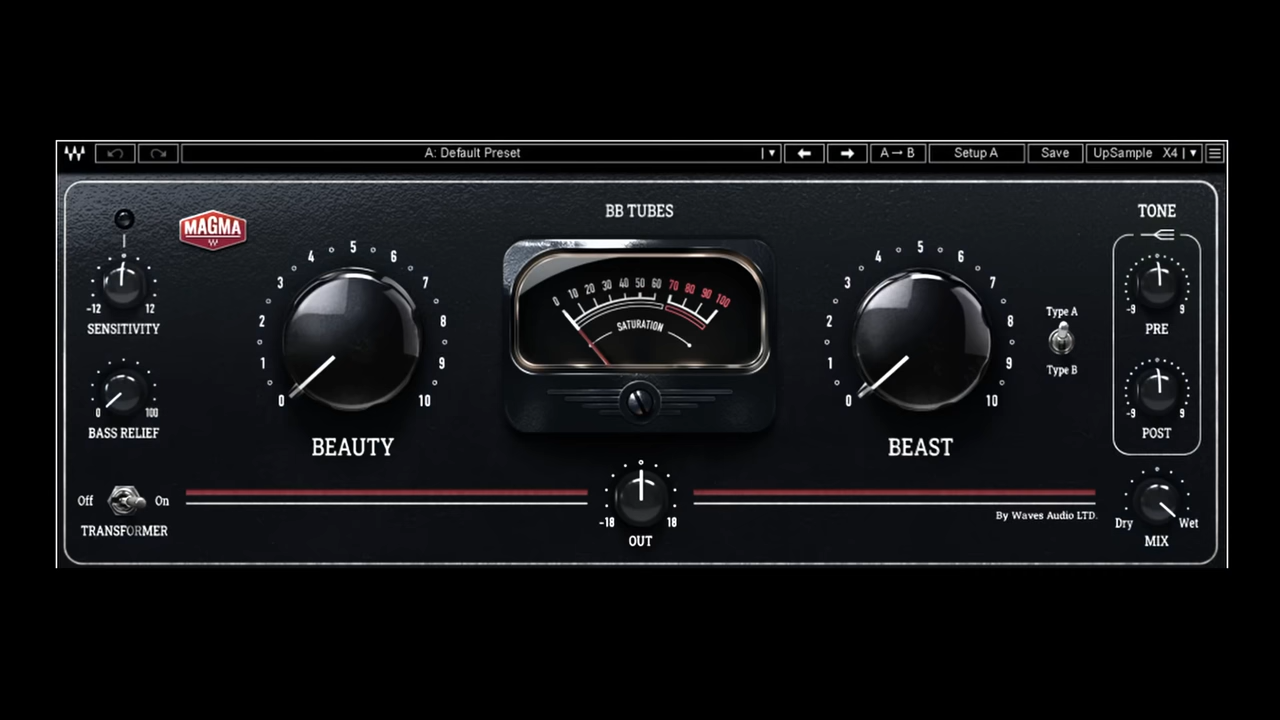 A: Default Preset
A → B
Setup A
Save
UpSample X4
MAGMA
BB TUBES
TONE
-12 12
SENSITIVITY
0 100
BASS RELIEF
Off On
TRANSFORMER
0 1 2 3 4 5 6 7 8 9 10
BEAUTY
0 10 20 30 40 50 60 70 80 90 100
SATURATION
-18 18
OUT
0 1 2 3 4 5 6 7 8 9 10
BEAST
Type A
Type B
-9 9
PRE
-9 9
POST
By Waves Audio LTD.
Dry Wet
MIX